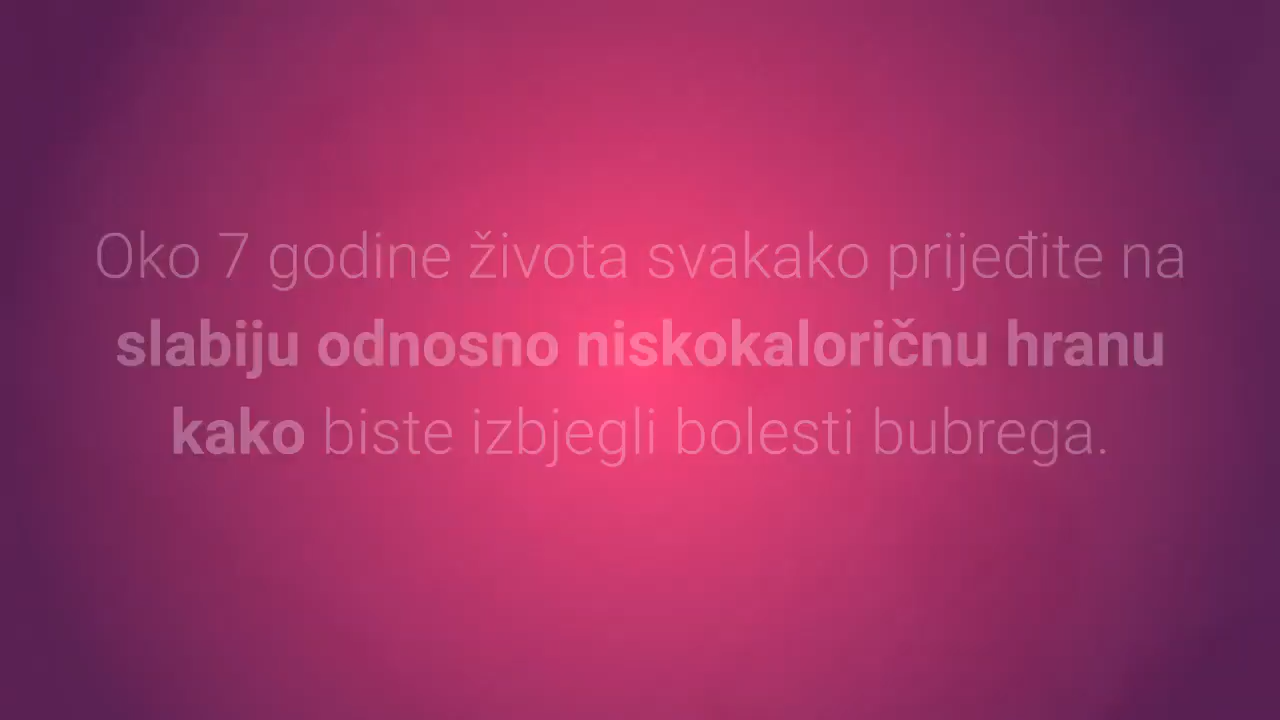 Oko 7 godine života svakako prijeđite na
slabiju odnosno niskokaloričnu hranu
kako biste izbjegli bolesti bubrega.